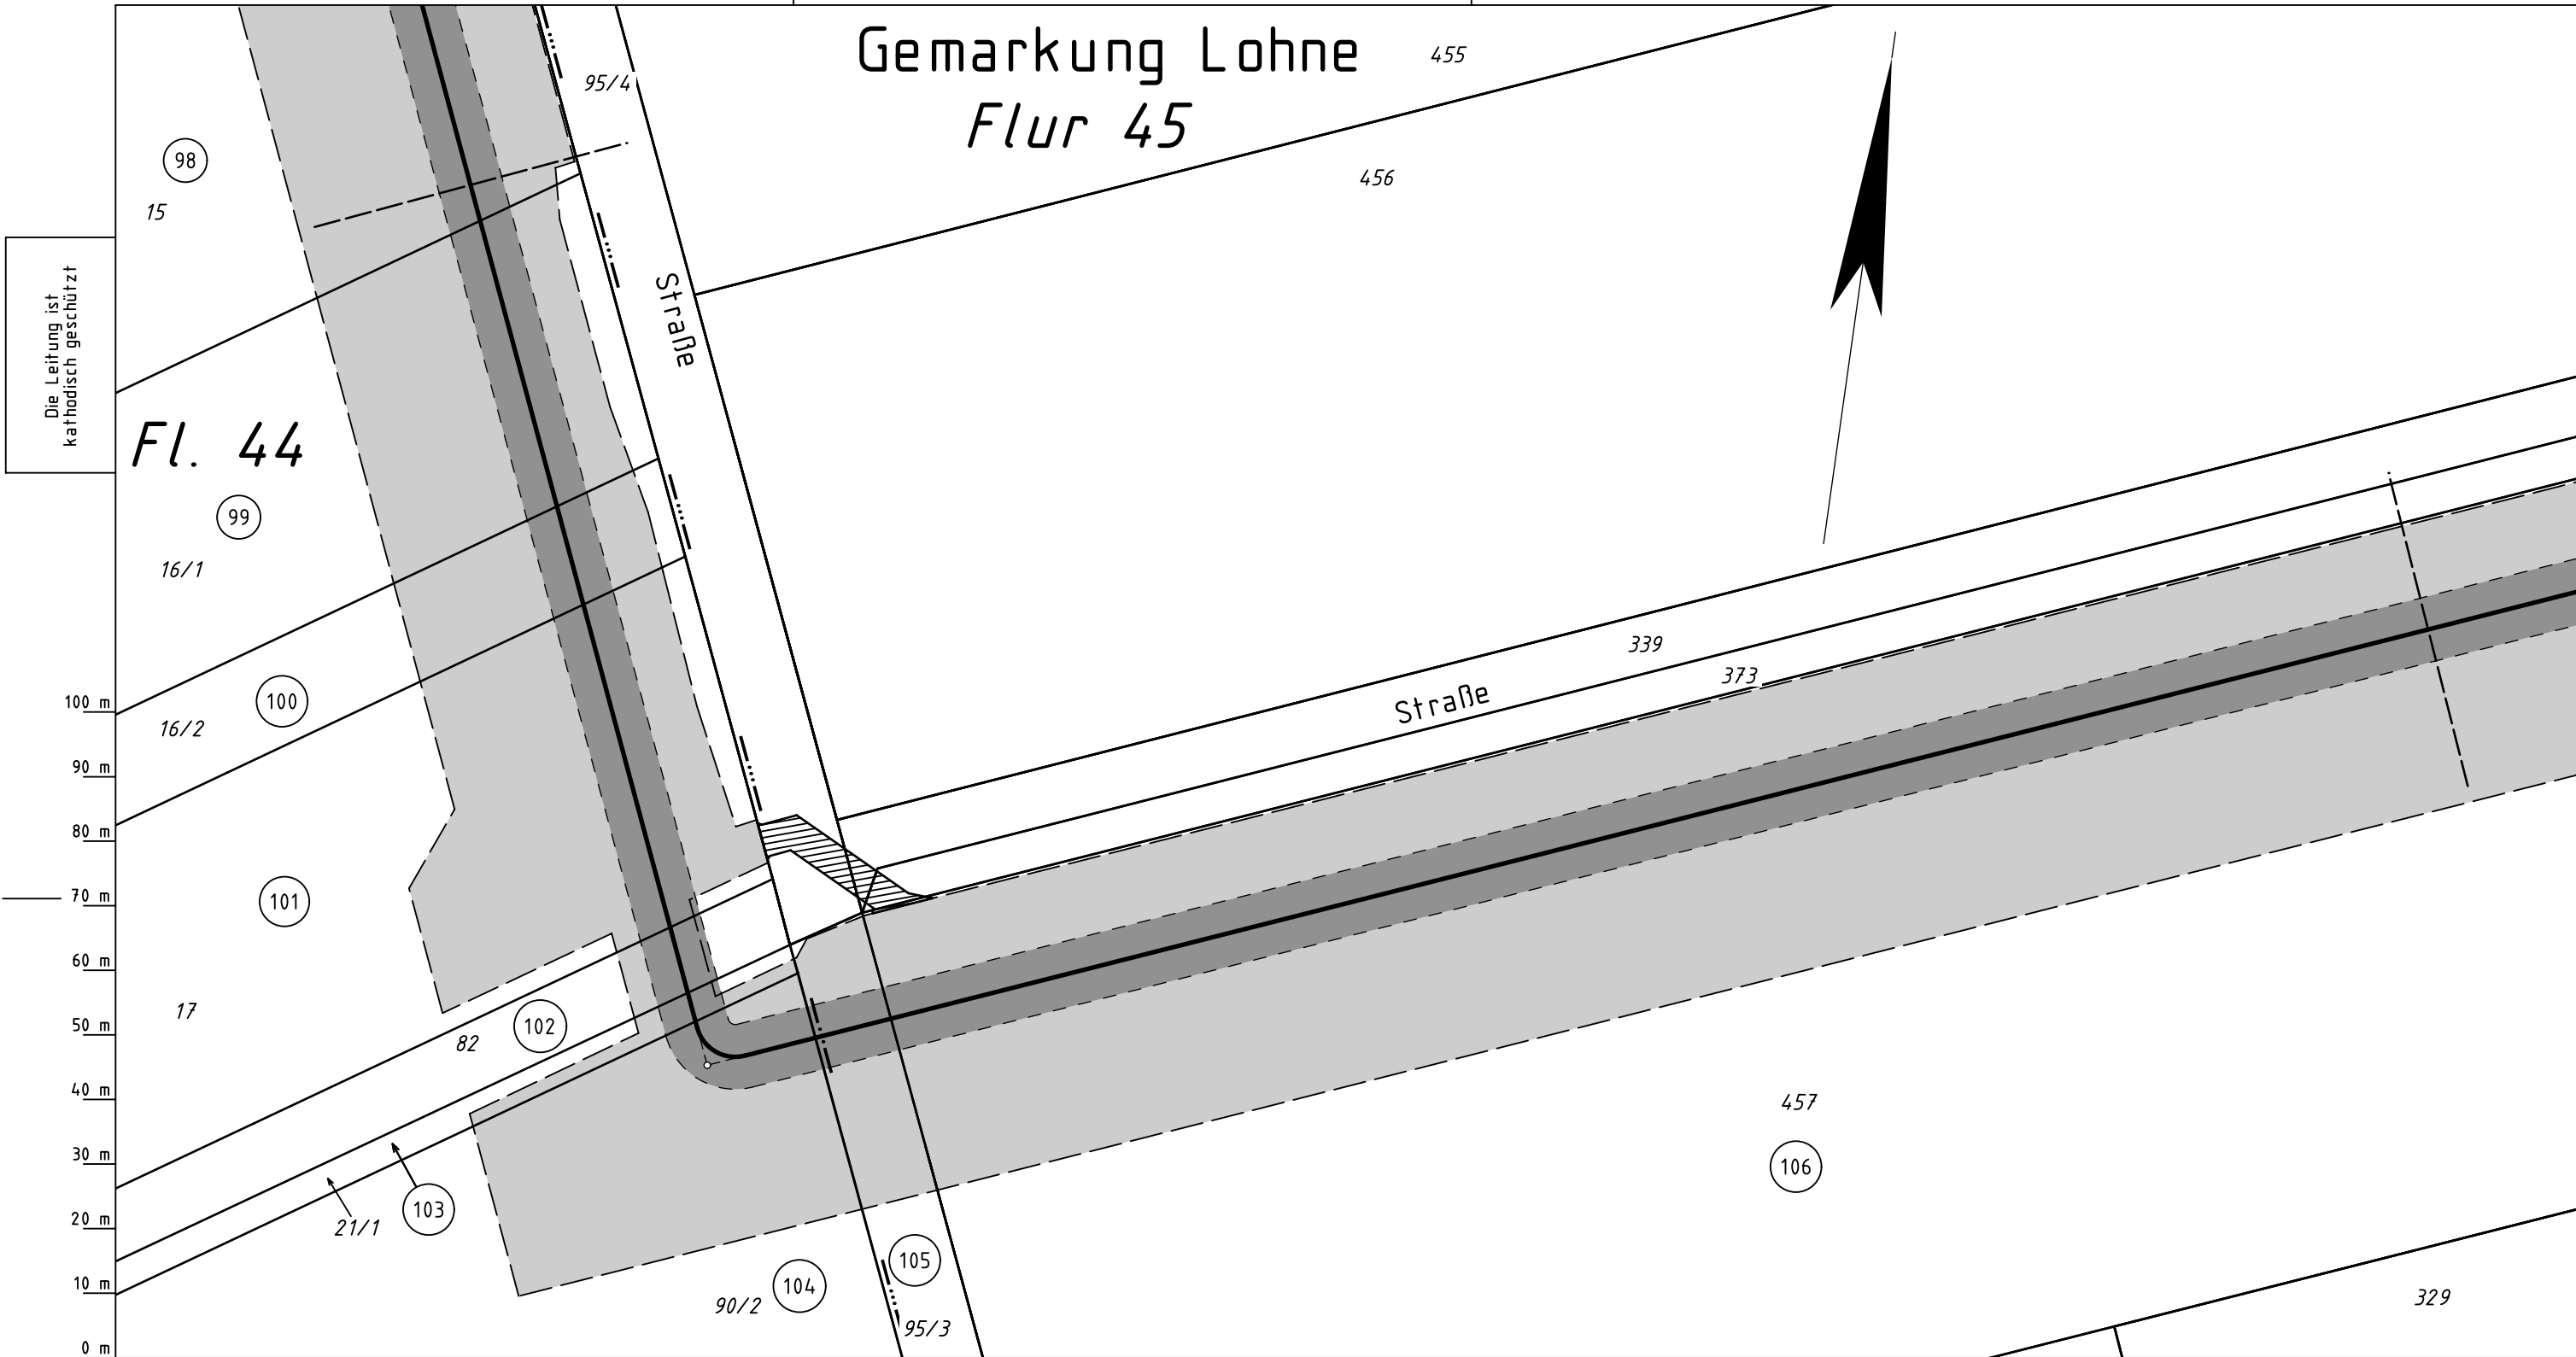 Gemarkung Lohne
Flur 45
455
95/4
98
456
15
Die Leitung ist
kathodisch geschützt
Straße
Fl. 44
99
16/1
339
373
Straße
100
16/2
101
17
102
82
457
106
103
21/1
105
104
90/2
95/3
329
100 m
90 m
80 m
70 m
60 m
50 m
40 m
30 m
20 m
10 m
0 m